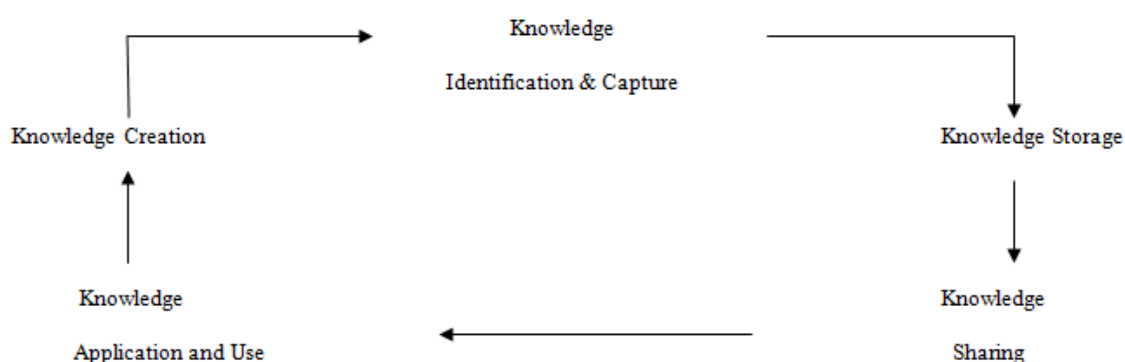 Knowledge
Identification & Capture
Knowledge Creation
Knowledge Storage
Knowledge
Application and Use
Knowledge
Sharing